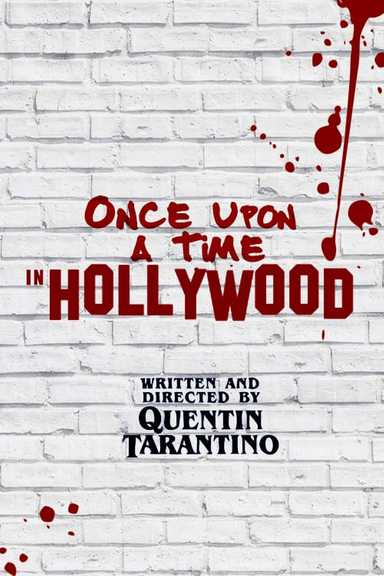 ONCE UPON
A TIME
IN HOLLYWOOD
WRITTEN AND
DIRECTED BY
QUENTIN
TARANTINO